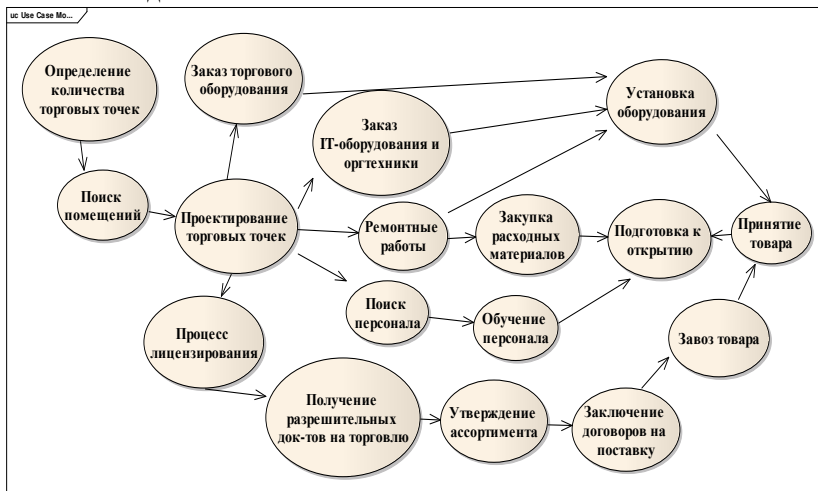 uc Use Case Mo...
Определение
количества
торговых точек
Заказ торгового
оборудования
Установка
оборудования
Заказ
IT-оборудования и
оргтехники
Поиск
помещений
Проектирование
торговых точек
Ремонтные
работы
Закупка
расходных
материалов
Подготовка к
открытию
Принятие
товара
Поиск
персонала
Обучение
персонала
Завоз товара
Процесс
лицензирования
Получение
разрешительных
док-тов на торговлю
Утверждение
ассортимента
Заключение
договоров на
поставку